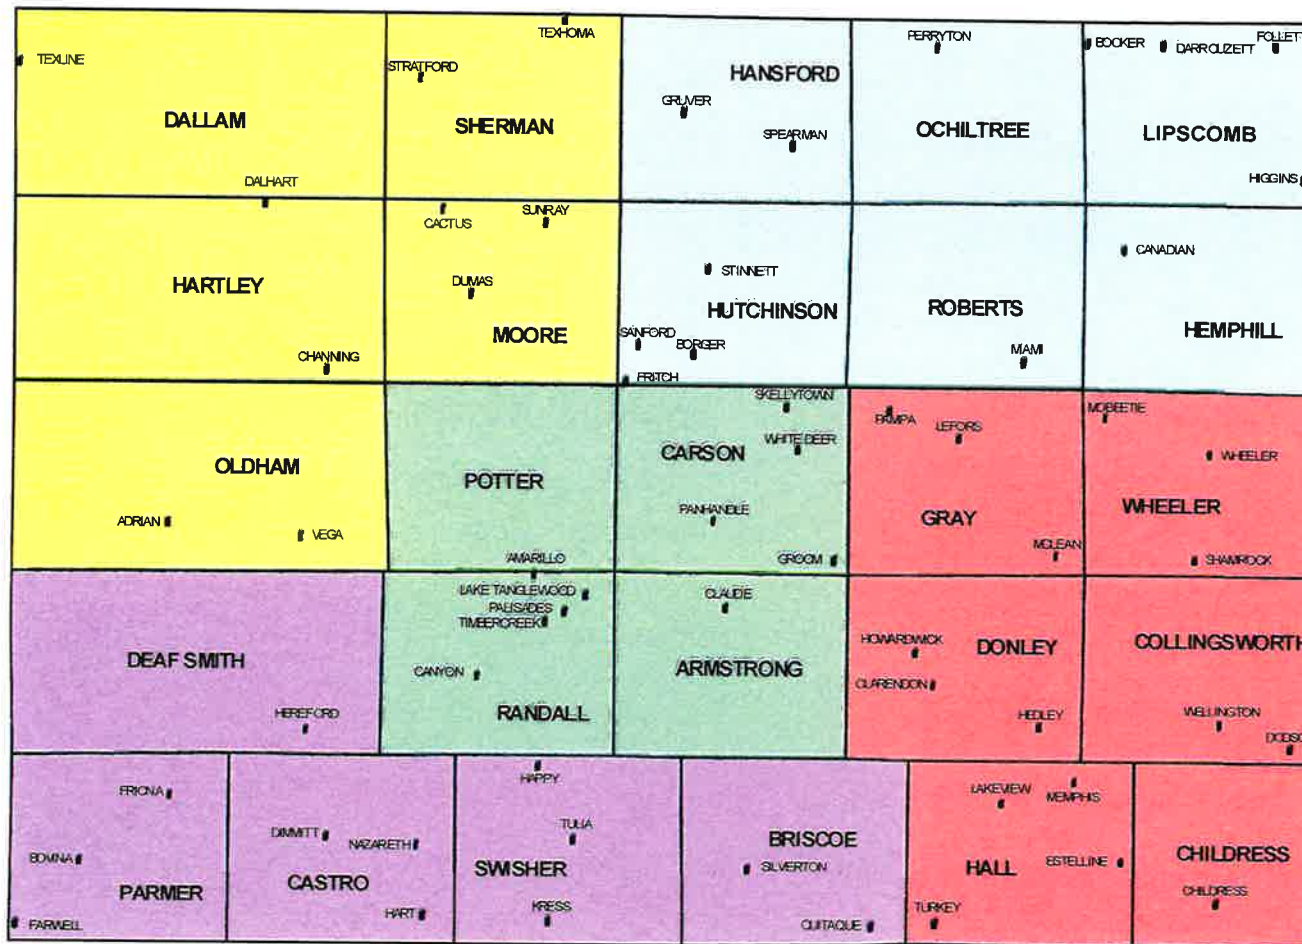 TEXLINE
DALLAM
DALHART
TEXHOMA
STRATFORD
SHERMAN
HANSFORD
GRUVER
SPEARMAN
PERRYTON
OCHILTREE
BOOKER
DARROUZETT
FOLLET
LIPSCOMB
HIGGINS
HARTLEY
CHANNING
CACTUS
SUNRAY
DUMAS
MOORE
STINNETT
HUTCHINSON
SANFORD
BORGER
FRITCH
ROBERTS
MIAMI
CANADIAN
HEMPHILL
OLDHAM
ADRIAN
VEGA
POTTER
AMARILLO
SKELLYTOWN
WHITE DEER
CARSON
PANHANDLE
GROOM
PAMPA
LEFORS
GRAY
MCLEAN
MOBEETIE
WHEELER
WHEELER
SHAMROCK
DEAF SMITH
HEREFORD
LAKE TANGLEWOOD
PALISADES
TIMBERCREEK
CANYON
RANDALL
CLAUDE
ARMSTRONG
HOWARDWICK
DONLEY
CLARENDON
HEDLEY
COLLINGSWORTH
WELLINGTON
DODSO
FRIONA
BOVINA
PARMER
FARWELL
DIMMITT
NAZARETH
CASTRO
HART
HAPPY
TULIA
SWISHER
KRESS
BRISCOE
SILVERTON
QUITAQUE
LAKEVIEW
MEMPHIS
HALL
ESTELLINE
TURKEY
CHILDRESS
CHILDRESS